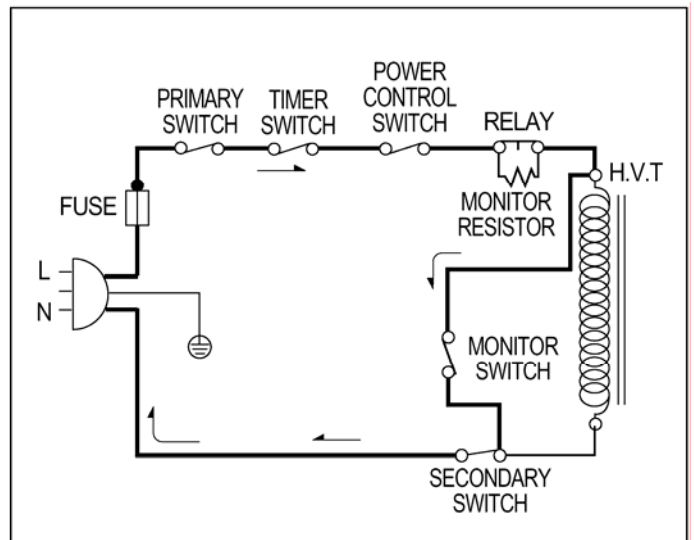 POWER
CONTROL
SWITCH
PRIMARY
SWITCH
TIMER
SWITCH
RELAY
H.V.T
FUSE
MONITOR
RESISTOR
L
N
MONITOR
SWITCH
SECONDARY
SWITCH